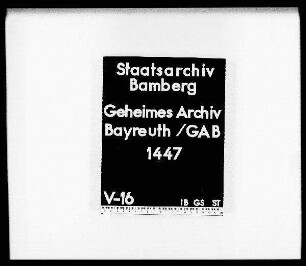 Staatsarchiv
Bamberg
Geheimes Archiv
Bayreuth /GAB
1447
V-16 IB GS ST